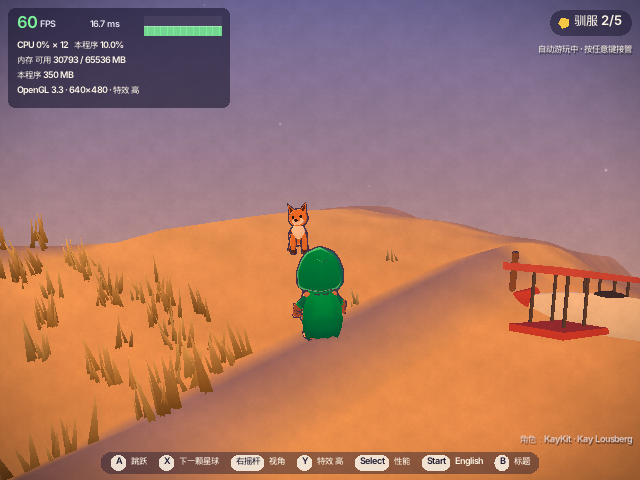 60 FPS 16.7 ms
CPU 0% × 12 本程序 10.0%
内存 可用 30793 / 65536 MB
本程序 350 MB
OpenGL 3.3 · 640×480 · 特效 高
驯服 2/5
自动游玩中 · 按任意键接管
角色 KayKit · Kay Lousberg
A 跳跃 X 下一颗星球 右摇杆 视角 Y 特效 高 Select 性能 Start English B 标题